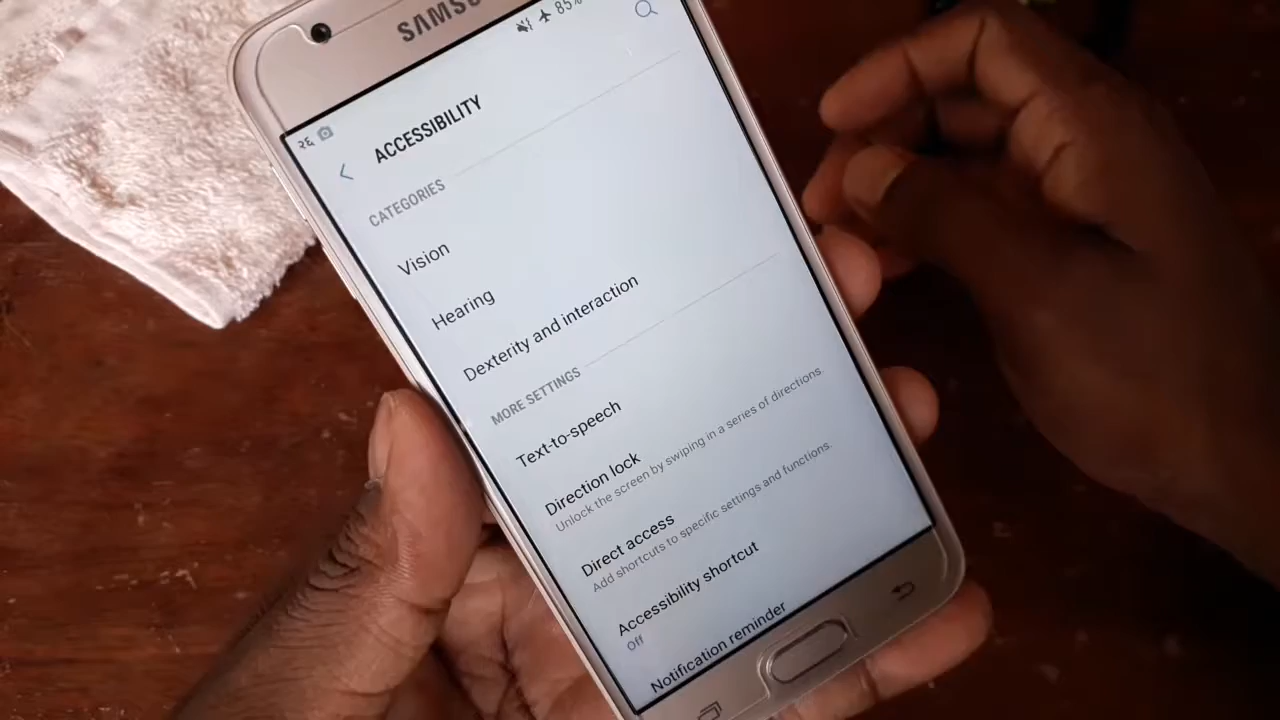 SAMSU
85%
२६
ACCESSIBILITY
CATEGORIES
Vision
Hearing
Dexterity and interaction
MORE SETTINGS
Text-to-speech
Direction lock
Unlock the screen by swiping in a series of directions.
Direct access
Add shortcuts to specific settings and functions.
Accessibility shortcut
Off
Notification reminder